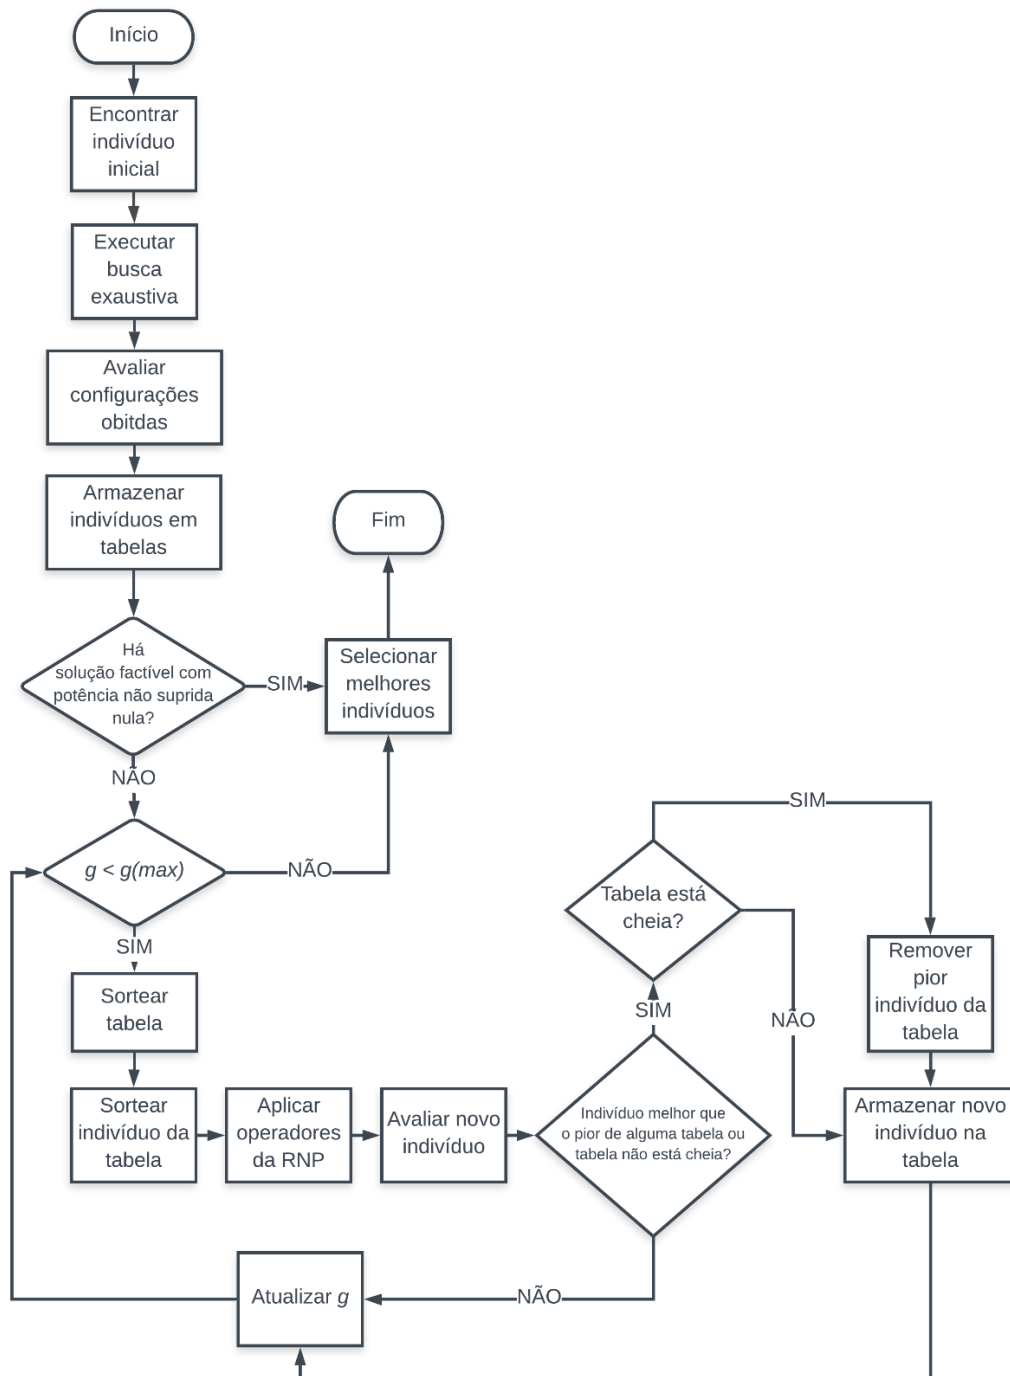 Início
Encontrar
indivíduo
inicial
Executar
busca
exaustiva
Avaliar
configurações
obitdas
Armazenar
indivíduos em
tabelas
Fim
Há
solução factível com
potência não suprida
nula?
SIM
Selecionar
melhores
indivíduos
NÃO
g < g(max)
NÃO
SIM
Sortear
tabela
Sortear
indivíduo da
tabela
Aplicar
operadores
da RNP
Avaliar novo
indivíduo
Indivíduo melhor que
o pior de alguma tabela ou
tabela não está cheia?
SIM
Tabela está
cheia?
SIM
NÃO
Remover
pior
indivíduo da
tabela
Armazenar novo
indivíduo na
tabela
NÃO
Atualizar g